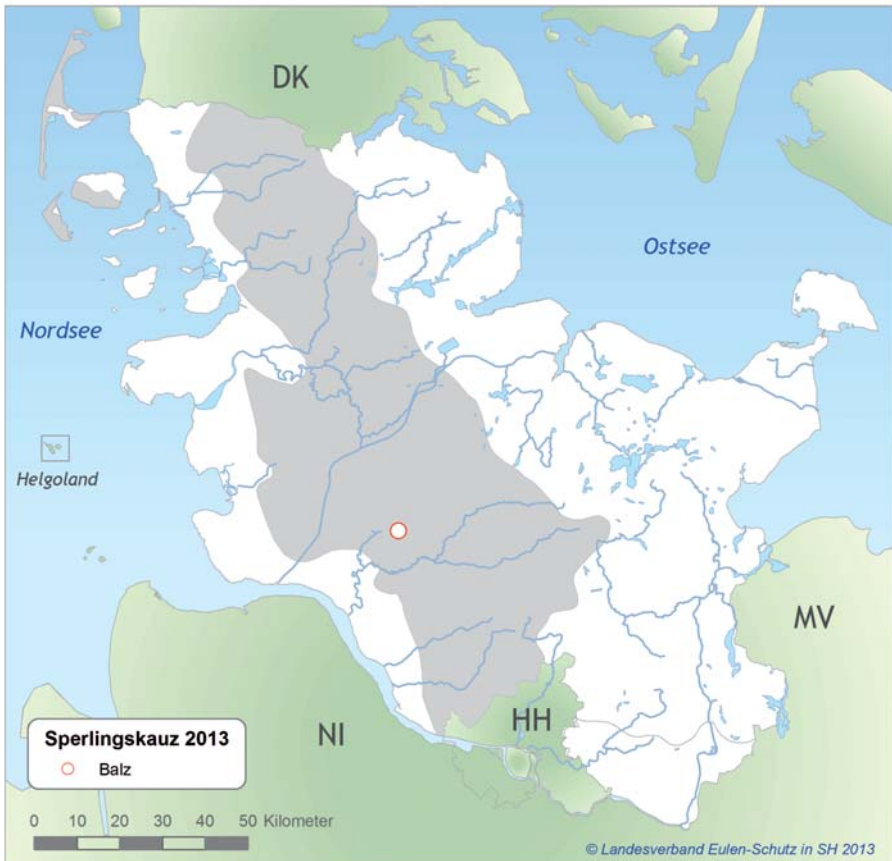 DK
Ostsee
Nordsee
Helgoland
MV
HH
NI
Sperlingskauz 2013
Balz
0 10 20 30 40 50 Kilometer
© Landesverband Eulen-Schutz in SH 2013